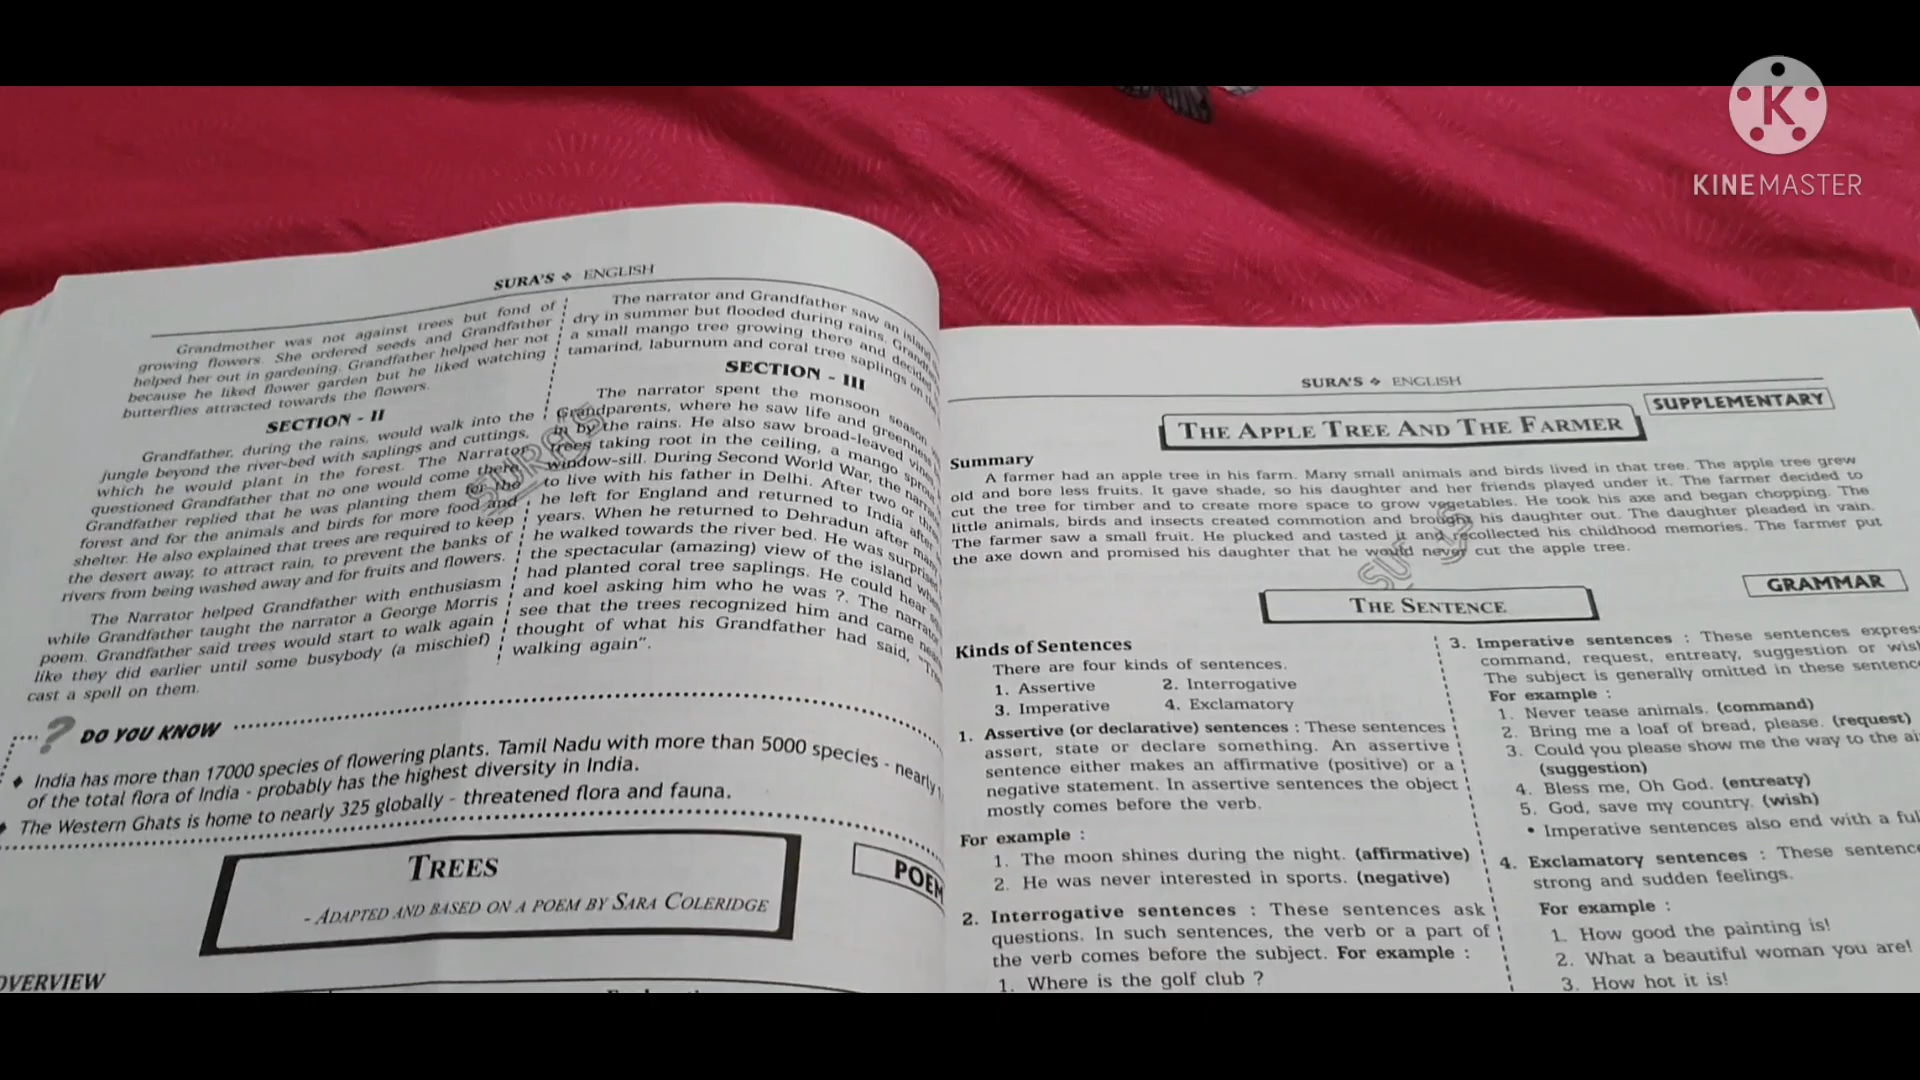 KINEMASTER
SURA'S ❖ ENGLISH
Grandmother was not against trees but fond of
growing flowers. She ordered seeds and Grandfather
helped her out in gardening. Grandfather helped her not
because he liked flower garden but he liked watching
butterflies attracted towards the flowers.
SECTION - II
Grandfather, during the rains, would walk into the
jungle beyond the river-bed with saplings and cuttings,
which he would plant in the forest. The Narrator
questioned Grandfather that no one would come there.
Grandfather replied that he was planting them for the
forest and for the animals and birds for more food and
shelter. He also explained that trees are required to keep
the desert away, to attract rain, to prevent the banks of
rivers from being washed away and for fruits and flowers.
The Narrator helped Grandfather with enthusiasm
while Grandfather taught the narrator a George Morris
poem. Grandfather said trees would start to walk again
like they did earlier until some busybody (a mischief)
cast a spell on them.
The narrator and Grandfather saw an island
dry in summer but flooded during rains.
a small mango tree growing there and decided
tamarind, laburnum and coral tree saplings on the
SECTION - III
The narrator spent the monsoon season
Grandparents, where he saw life and greenness
in by the rains. He also saw broad-leaved vines,
trees taking root in the ceiling, a mango
window-sill. During Second World War, the
to live with his father in Delhi. After two or
he left for England and returned to India after
years. When he returned to Dehradun after many
he walked towards the river bed. He was surprised
the spectacular (amazing) view of the island
had planted coral tree saplings. He could hear
and koel asking him who he was ?. The narrator
see that the trees recognized him and came
thought of what his Grandfather had said,
walking again".
? DO YOU KNOW
♦ India has more than 17000 species of flowering plants. Tamil Nadu with more than 5000 species - nearly
of the total flora of India - probably has the highest diversity in India.
♦ The Western Ghats is home to nearly 325 globally - threatened flora and fauna.
TREES
- ADAPTED AND BASED ON A POEM BY SARA COLERIDGE
POEM
OVERVIEW
SURA'S ❖ ENGLISH
SUPPLEMENTARY
THE APPLE TREE AND THE FARMER
Summary
A farmer had an apple tree in his farm. Many small animals and birds lived in that tree. The apple tree grew
old and bore less fruits. It gave shade, so his daughter and her friends played under it. The farmer decided to
cut the tree for timber and to create more space to grow vegetables. He took his axe and began chopping. The
little animals, birds and insects created commotion and brought his daughter out. The daughter pleaded in vain.
The farmer saw a small fruit. He plucked and tasted it and recollected his childhood memories. The farmer put
the axe down and promised his daughter that he would never cut the apple tree.
GRAMMAR
THE SENTENCE
Kinds of Sentences
There are four kinds of sentences.
1. Assertive 2. Interrogative
3. Imperative 4. Exclamatory
1. Assertive (or declarative) sentences : These sentences
assert, state or declare something. An assertive
sentence either makes an affirmative (positive) or a
negative statement. In assertive sentences the object
mostly comes before the verb.
For example :
1. The moon shines during the night. (affirmative)
2. He was never interested in sports. (negative)
2. Interrogative sentences : These sentences ask
questions. In such sentences, the verb or a part of
the verb comes before the subject. For example :
1. Where is the golf club ?
3. Imperative sentences : These sentences
command, request, entreaty, suggestion or
The subject is generally omitted in these
For example :
1. Never tease animals. (command)
2. Bring me a loaf of bread, please. (request)
3. Could you please show me the way to the
(suggestion)
4. Bless me, Oh God. (entreaty)
5. God, save my country. (wish)
• Imperative sentences also end with a
4. Exclamatory sentences : These
strong and sudden feelings.
For example :
1. How good the painting is!
2. What a beautiful woman you are!
3. How hot it is!